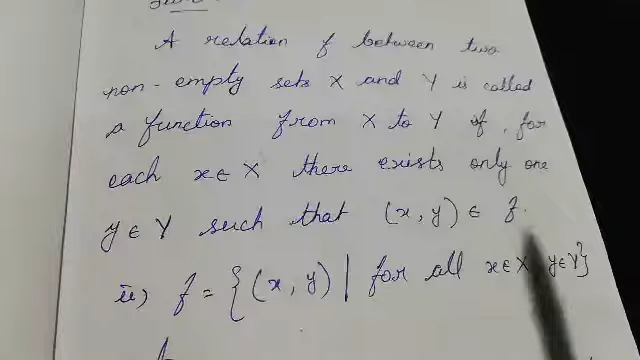 A relation f between two
non-empty sets X and Y is called
a function from X to Y if, for
each x ∈ X there exists only one
y ∈ Y such that (x, y) ∈ f.
ii) f = {(x, y) | for all x ∈ X, y ∈ Y}